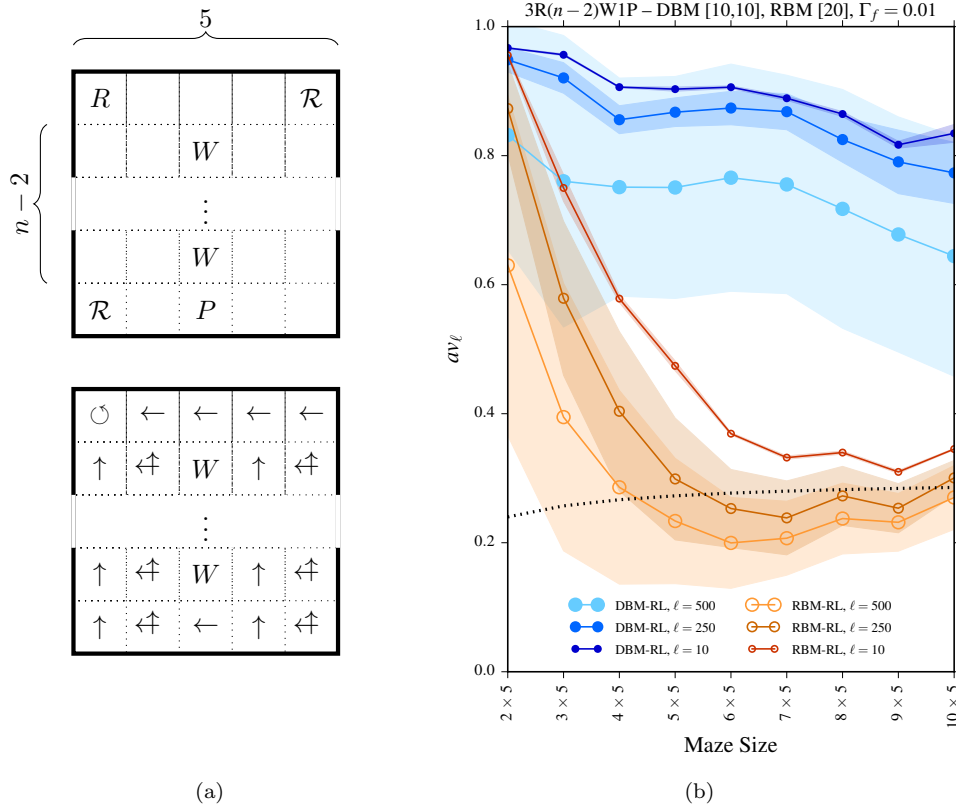 5
R ℛ
W
n − 2
⋮
W
ℛ P
↺ ← ← ← ←
↑ ↑← W ↑ ↑←
⋮
↑ ↑← W ↑ ↑←
↑ ↑← ← ↑ ↑←
(a)
3R(n − 2)W1P – DBM [10,10], RBM [20], Γ_f = 0.01
1.0
0.8
0.6
0.4
0.2
0.0
av_ℓ
DBM-RL, ℓ = 500 RBM-RL, ℓ = 500
DBM-RL, ℓ = 250 RBM-RL, ℓ = 250
DBM-RL, ℓ = 10 RBM-RL, ℓ = 10
2 × 5
3 × 5
4 × 5
5 × 5
6 × 5
7 × 5
8 × 5
9 × 5
10 × 5
Maze Size
(b)